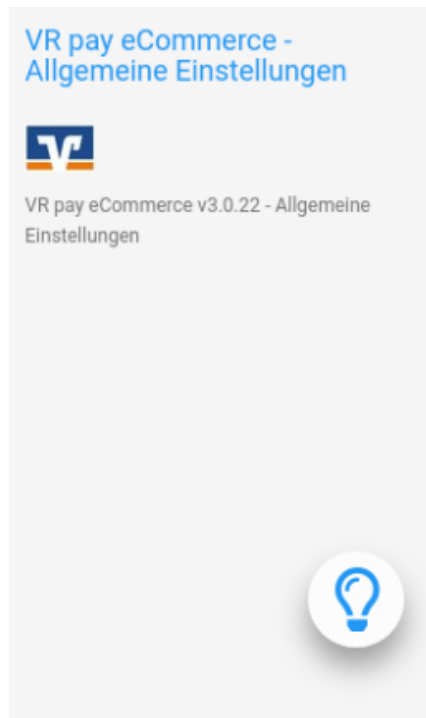 VR pay eCommerce -
Allgemeine Einstellungen
VR pay eCommerce v3.0.22 - Allgemeine
Einstellungen